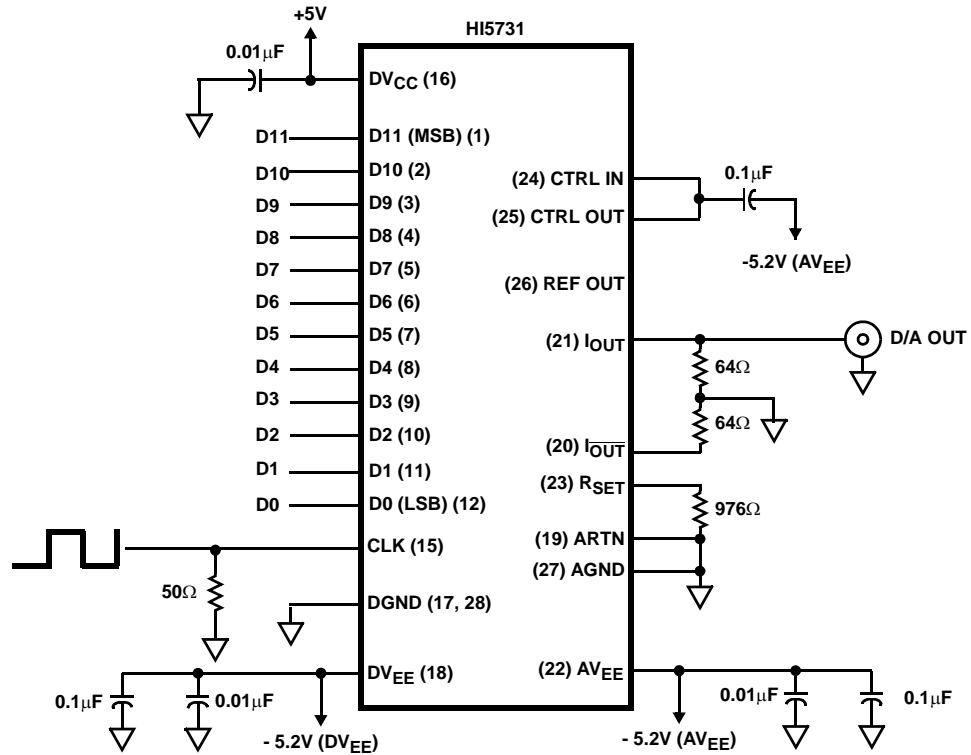 HI5731
+5V
0.01µF
DVCC (16)
D11
D11 (MSB) (1)
D10
D10 (2)
D9
D9 (3)
D8
D8 (4)
D7
D7 (5)
D6
D6 (6)
D5
D5 (7)
D4
D4 (8)
D3
D3 (9)
D2
D2 (10)
D1
D1 (11)
D0
D0 (LSB) (12)
CLK (15)
50Ω
DGND (17, 28)
DVEE (18)
0.1µF
0.01µF
- 5.2V (DVEE)
(24) CTRL IN
0.1µF
(25) CTRL OUT
-5.2V (AVEE)
(26) REF OUT
(21) IOUT
D/A OUT
64Ω
64Ω
(20) I̅O̅U̅T̅
(23) RSET
976Ω
(19) ARTN
(27) AGND
(22) AVEE
0.01µF
0.1µF
- 5.2V (AVEE)